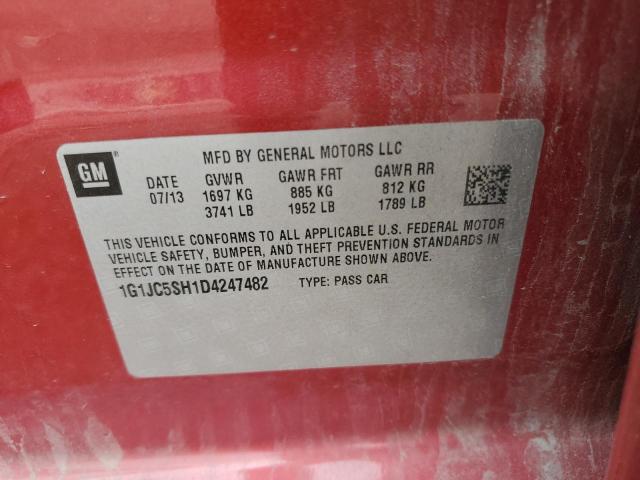 GM ®
MFD BY GENERAL MOTORS LLC
DATE GVWR GAWR FRT GAWR RR
07/13 1697 KG 885 KG 812 KG
3741 LB 1952 LB 1789 LB
THIS VEHICLE CONFORMS TO ALL APPLICABLE U.S. FEDERAL MOTOR
VEHICLE SAFETY, BUMPER, AND THEFT PREVENTION STANDARDS IN
EFFECT ON THE DATE OF MANUFACTURE SHOWN ABOVE.
1G1JC5SH1D4247482 TYPE: PASS CAR